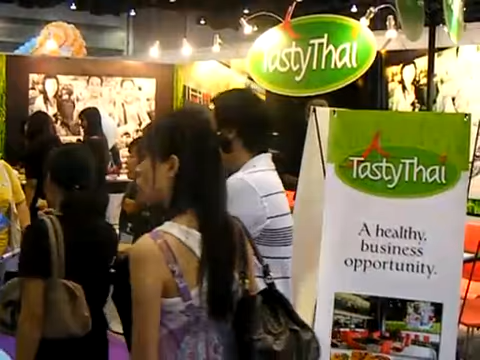 TastyThai
TastyThai
A healthy,
business
opportunity.